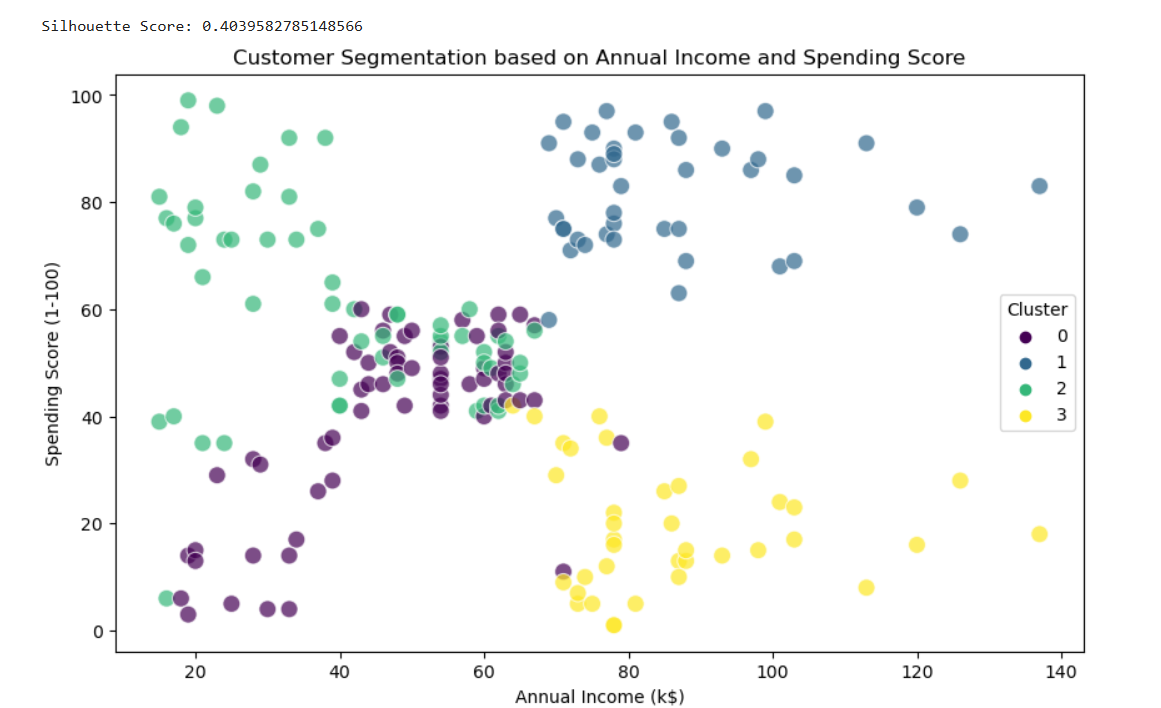 Silhouette Score: 0.4039582785148566
Customer Segmentation based on Annual Income and Spending Score
100
80
60
40
20
0
Spending Score (1-100)
Cluster
0
1
2
3
20 40 60 80 100 120 140
Annual Income (k$)